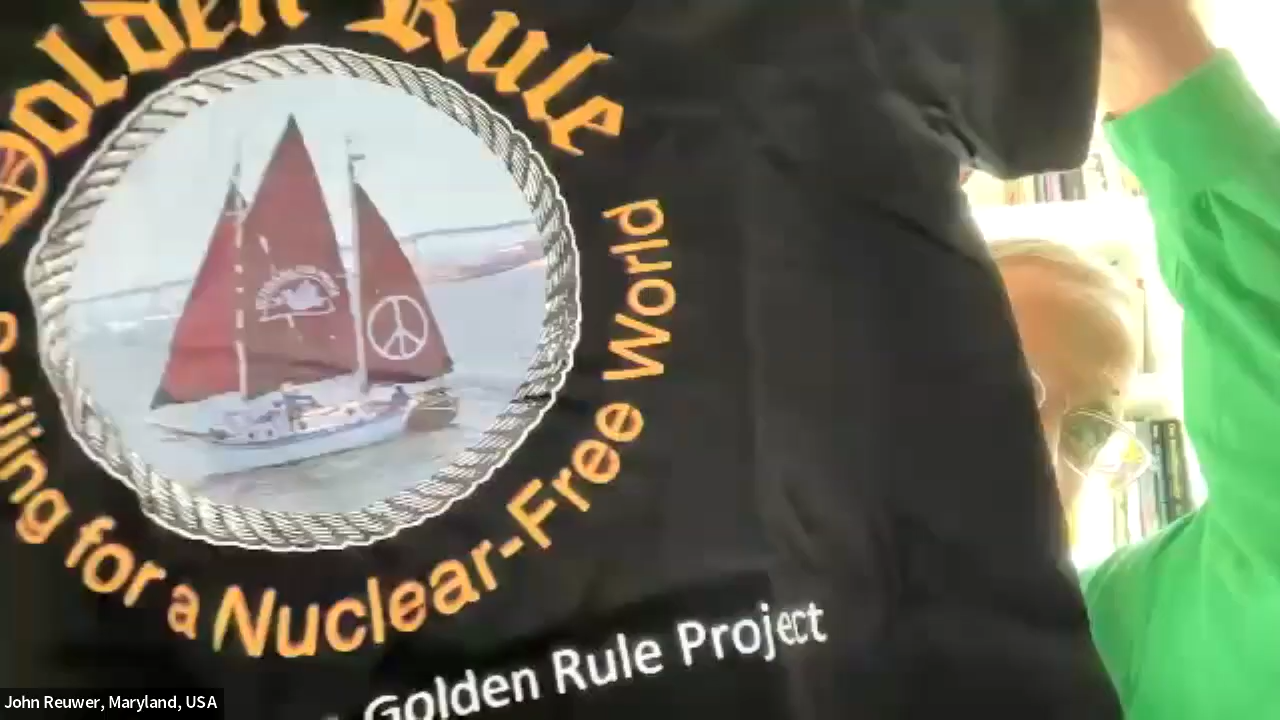 Golden Rule
Sailing for a Nuclear-Free World
Golden Rule Project
John Reuwer, Maryland, USA